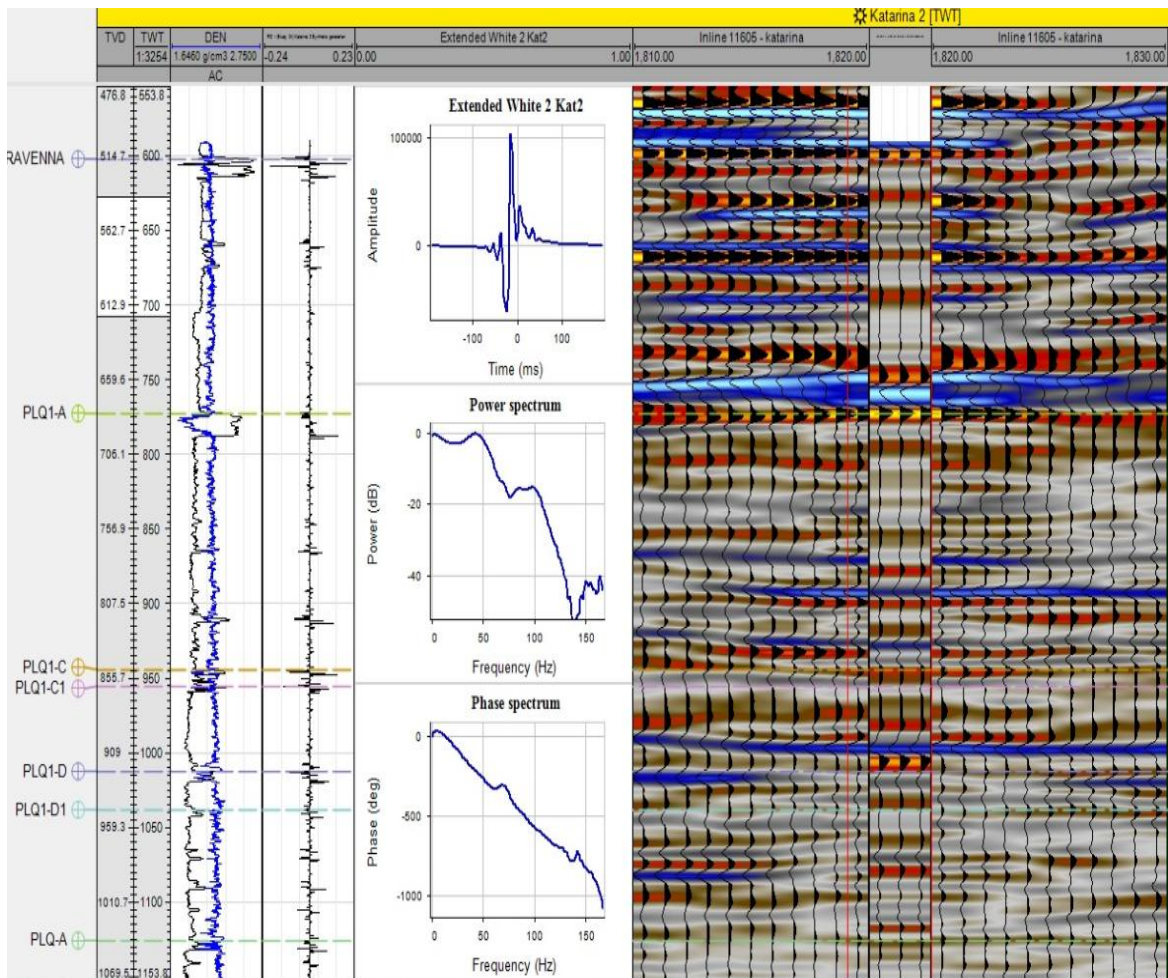 Katarina 2 [TWT]
TVD TWT DEN Extended White 2 Kat2 Inline 11605 - katarina Inline 11605 - katarina
1:3254 1.6460 g/cm3 2.7500 -0.24 0.23 0.00 1.00 1,810.00 1,820.00 1,820.00 1,830.00
AC
476.8 553.8
Extended White 2 Kat2
100000
RAVENNA 514.7 600
562.7 650
Amplitude
0
612.9 700
-100 0 100
Time (ms)
659.6 750
PLQ1-A
Power spectrum
0
706.1 800
-20
Power (dB)
756.9 850
-40
807.5 900
0 50 100 150
Frequency (Hz)
PLQ1-C
855.7 950
PLQ1-C1
Phase spectrum
0
909 1000
PLQ1-D
PLQ1-D1
-500
959.3 1050
Phase (deg)
-1000
1010.7 1100
0 50 100 150
PLQ-A
Frequency (Hz)
1069.5 1153.8